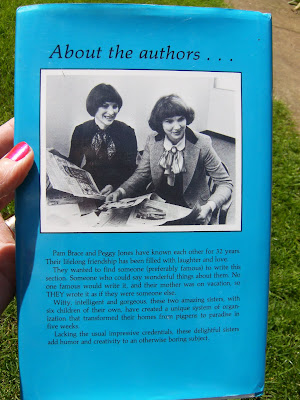 About the authors . . .
Pam Brace and Peggy Jones have known each other for 32 years.
Their lifelong friendship has been filled with laughter and love.
They wanted to find someone (preferably famous) to write this
section. Someone who could say wonderful things about them. No
one famous would write it, and their mother was on vacation, so
THEY wrote it as if they were someone else.
Witty, intelligent and gorgeous, these two amazing sisters, with
six children of their own, have created a unique system of organ-
ization that transformed their homes from pigpens to paradise in
five weeks.
Lacking the usual impressive credentials, these delightful sisters
add humor and creativity to an otherwise boring subject.